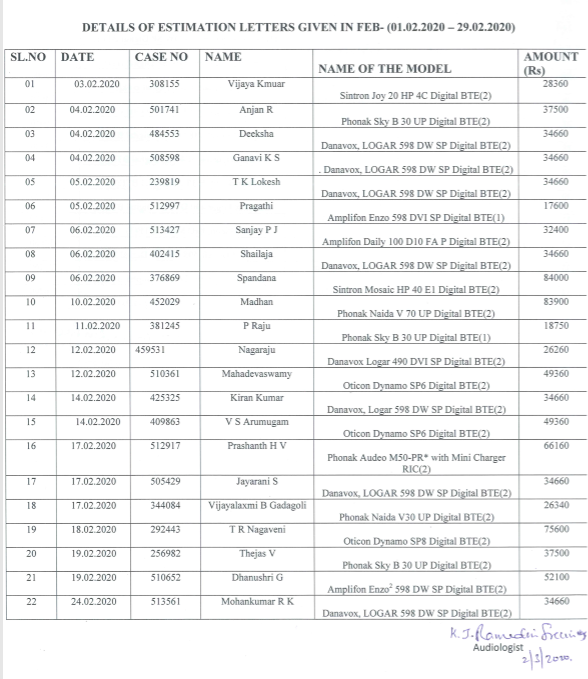 DETAILS OF ESTIMATION LETTERS GIVEN IN FEB- (01.02.2020 – 29.02.2020)
SL.NO DATE CASE NO NAME NAME OF THE MODEL AMOUNT (Rs)
01 03.02.2020 308155 Vijaya Kmuar Sintron Joy 20 HP 4C Digital BTE(2) 28360
02 04.02.2020 501741 Anjan R Phonak Sky B 30 UP Digital BTE(2) 37500
03 04.02.2020 484553 Deeksha Danavox, LOGAR 598 DW SP Digital BTE(2) 34660
04 04.02.2020 508598 Ganavi K S . Danavox, LOGAR 598 DW SP Digital BTE(2) 34660
05 05.02.2020 239819 T K Lokesh Danavox, LOGAR 598 DW SP Digital BTE(2) 34660
06 05.02.2020 512997 Pragathi Amplifon Enzo 598 DVI SP Digital BTE(1) 17600
07 06.02.2020 513427 Sanjay P J Amplifon Daily 100 D10 FA P Digital BTE(2) 32400
08 06.02.2020 402415 Shailaja Danavox, LOGAR 598 DW SP Digital BTE(2) 34660
09 06.02.2020 376869 Spandana Sintron Mosaic HP 40 E1 Digital BTE(2) 84000
10 10.02.2020 452029 Madhan Phonak Naida V 70 UP Digital BTE(2) 83900
11 11.02.2020 381245 P Raju Phonak Sky B 30 UP Digital BTE(1) 18750
12 12.02.2020 459531 Nagaraju Danavox Logar 490 DVI SP Digital BTE(2) 26260
13 12.02.2020 510361 Mahadevaswamy Oticon Dynamo SP6 Digital BTE(2) 49360
14 14.02.2020 425325 Kiran Kumar Danavox, Logar 598 DW SP Digital BTE(2) 34660
15 14.02.2020 409863 V S Arumugam Oticon Dynamo SP6 Digital BTE(2) 49360
16 17.02.2020 512917 Prashanth H V Phonak Audeo M50-PR* with Mini Charger 66160
RIC(2)
17 17.02.2020 505429 Jayarani S Danavox, LOGAR 598 DW SP Digital BTE(2) 34660
18 17.02.2020 344084 Vijayalaxmi B Gadagoli Phonak Naida V30 UP Digital BTE(2) 26340
19 18.02.2020 292443 T R Nagaveni Oticon Dynamo SP8 Digital BTE(2) 75600
20 19.02.2020 256982 Thejas V Phonak Sky B 30 UP Digital BTE(2) 37500
21 19.02.2020 510652 Dhanushri G Amplifon Enzo² 598 DW SP Digital BTE(2) 52100
22 24.02.2020 513561 Mohankumar R K Danavox, LOGAR 598 DW SP Digital BTE(2) 34660
Audiologist